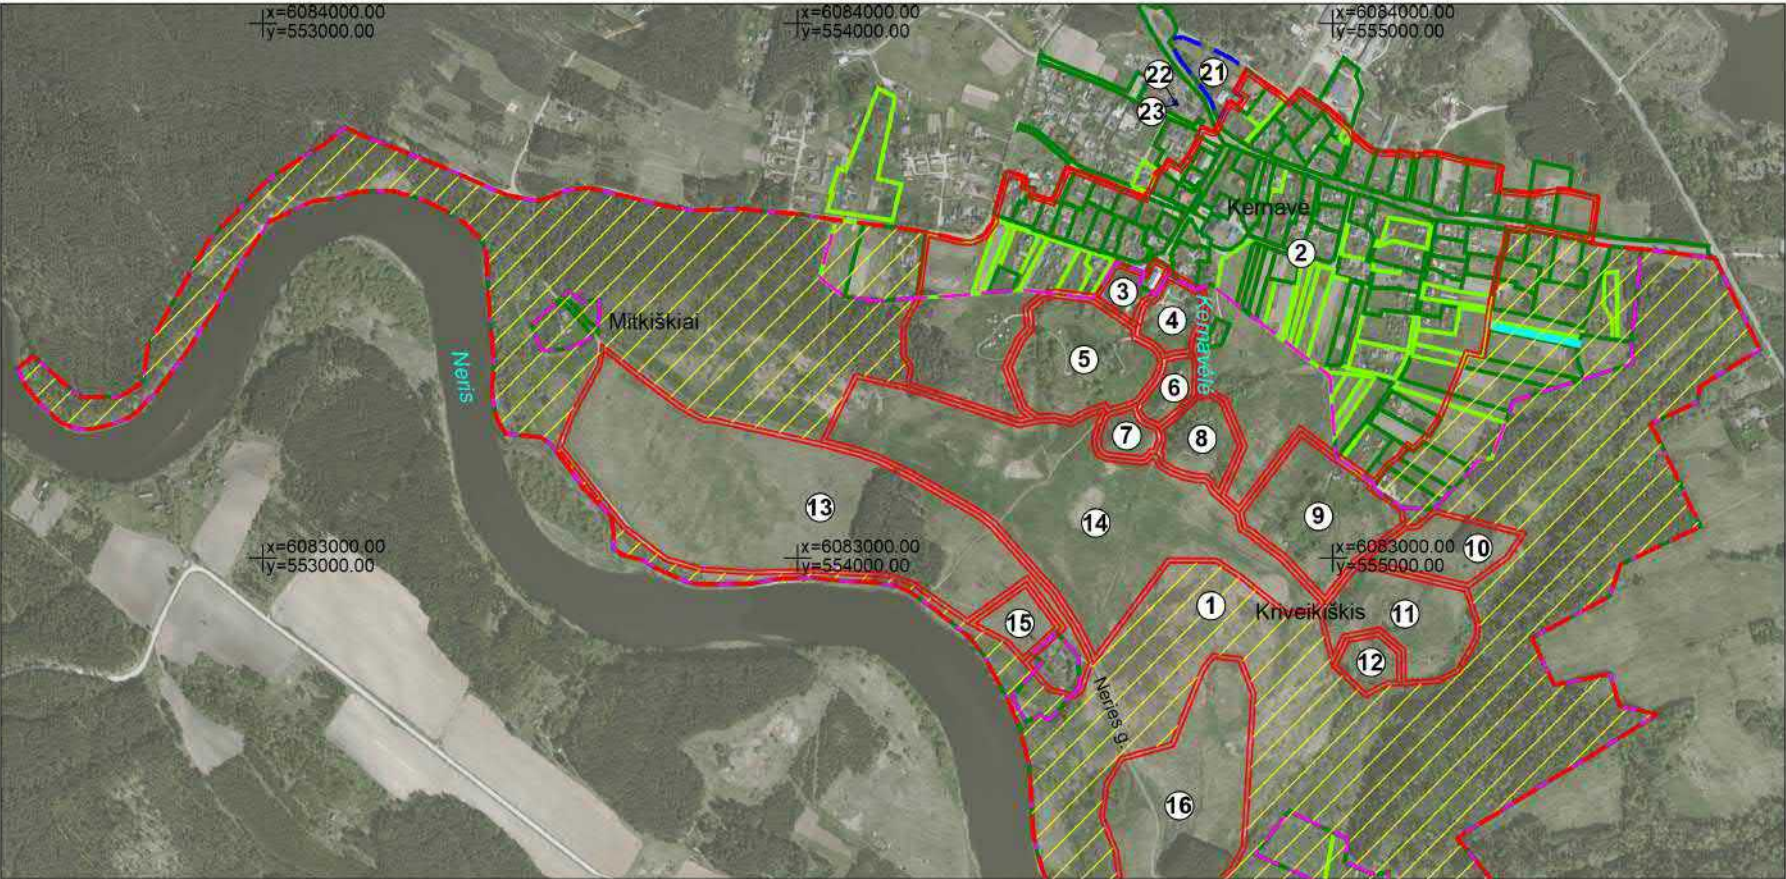 x=6084000.00
y=553000.00
x=6084000.00
y=554000.00
x=6084000.00
y=555000.00
22
21
23
Kernavė
2
3
4
Kernavėlė
Mitkiškiai
5
Neris
6
7
8
13
9
14
x=6083000.00
y=553000.00
x=6083000.00
y=554000.00
x=6083000.00
y=555000.00
10
1
Kriveikiškis
11
15
12
Neries g.
16